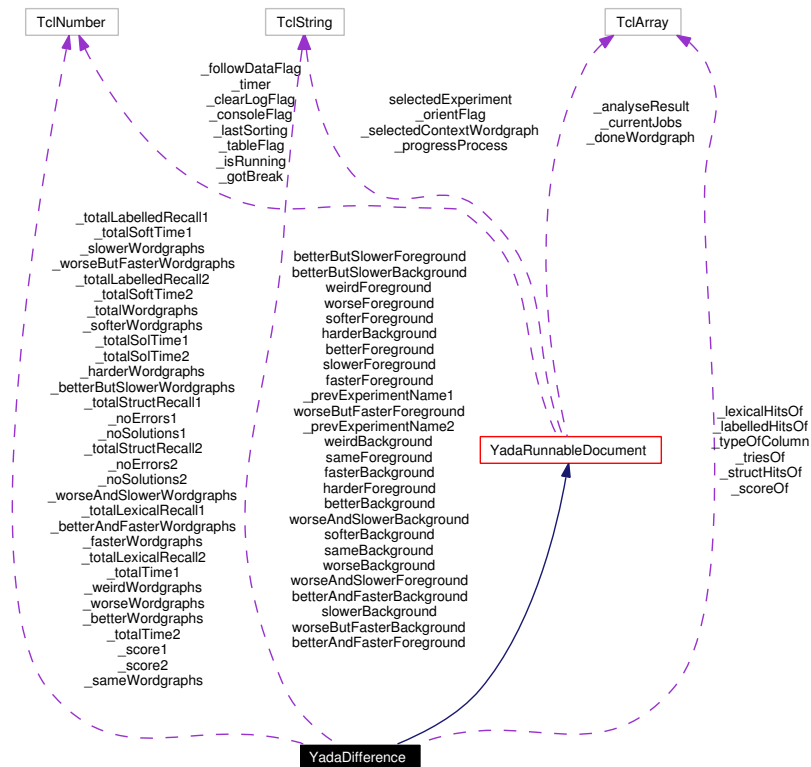 TclNumber
TclString
TclArray
_followDataFlag
_timer
_clearLogFlag
_consoleFlag
_lastSorting
_tableFlag
_isRunning
_gotBreak
selectedExperiment
_orientFlag
_selectedContextWordgraph
_progressProcess
_analyseResult
_currentJobs
_doneWordgraph
_totalLabelledRecall1
_totalSoftTime1
_slowerWordgraphs
_worseButFasterWordgraphs
_totalLabelledRecall2
_totalSoftTime2
_totalWordgraphs
_softerWordgraphs
_totalSolTime1
_totalSolTime2
_harderWordgraphs
_betterButSlowerWordgraphs
_totalStructRecall1
_noErrors1
_noSolutions1
_totalStructRecall2
_noErrors2
_noSolutions2
_worseAndSlowerWordgraphs
_totalLexicalRecall1
_betterAndFasterWordgraphs
_fasterWordgraphs
_totalLexicalRecall2
_totalTime1
_weirdWordgraphs
_worseWordgraphs
_betterWordgraphs
_totalTime2
_score1
_score2
_sameWordgraphs
betterButSlowerForeground
betterButSlowerBackground
weirdForeground
worseForeground
softerForeground
harderBackground
betterForeground
slowerForeground
fasterForeground
_prevExperimentName1
worseButFasterForeground
_prevExperimentName2
weirdBackground
sameForeground
fasterBackground
harderForeground
betterBackground
worseAndSlowerBackground
softerBackground
sameBackground
worseBackground
worseAndSlowerForeground
betterAndFasterBackground
slowerBackground
worseButFasterBackground
betterAndFasterForeground
YadaRunnableDocument
_lexicalHitsOf
_labelledHitsOf
_typeOfColumn
_triesOf
_structHitsOf
_scoreOf
YadaDifference